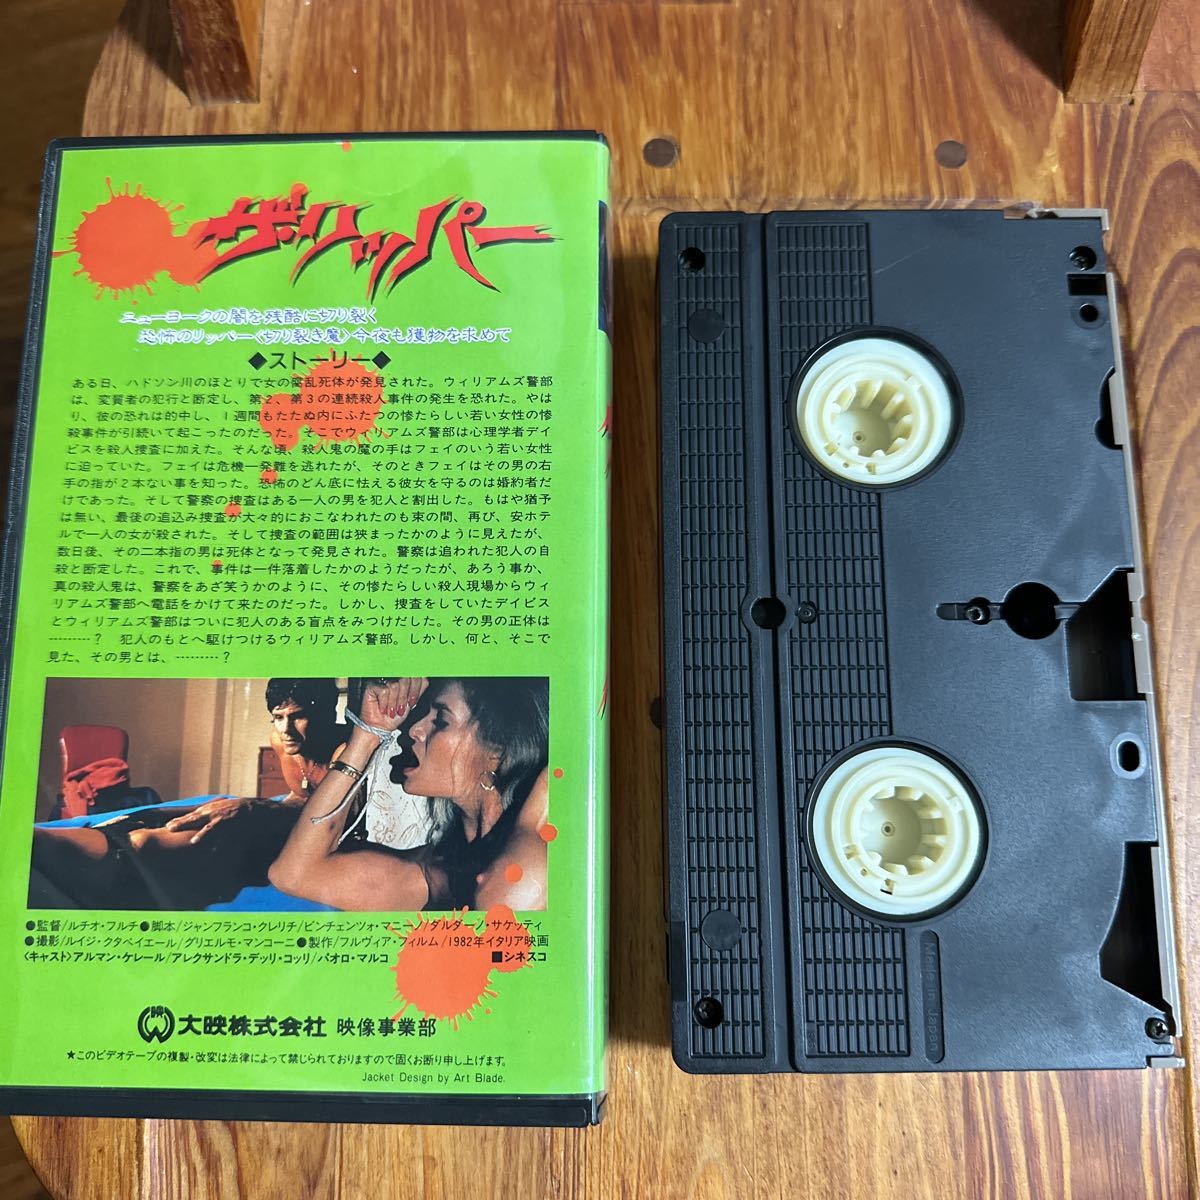 ザ・リッパー
ニューヨークの闇を残酷に切り裂く
恐怖のリッパー〈切り裂き魔〉今夜も獲物を求めて
◆ストーリー◆
ある日、ハドソン川のほとりで女の腐乱死体が発見された。ウィリアムズ警部
は、変質者の犯行と断定し、第2、第3の連続殺人事件の発生を恐れた。やは
り、彼の恐れは的中し、1週間もたたぬ内にふたつの惨たらしい若い女性の惨
殺事件が引続いて起こったのだった。そこでウィリアムズ警部は心理学者デイ
ビスを殺人捜査に加えた。そんな頃、殺人鬼の魔の手はフェイのいう若い女性
に迫っていた。フェイは危機一発難を逃れたが、そのときフェイはその男の右
手の指が2本ない事を知った。恐怖のどん底に怯える彼女を守るのは婚約者だ
けであった。そして警察の捜査はある一人の男を犯人と割出した。もはや猶予
は無い、最後の追込み捜査が大々的におこなわれたのも束の間、再び、安ホテ
ルで一人の女が殺された。そして捜査の範囲は狭まったかのように見えたが、
数日後、その二本指の男は死体となって発見された。警察は追われた犯人の自
殺と断定した。これで、事件は一件落着したかのようだったが、あろう事か、
真の殺人鬼は、警察をあざ笑うかのように、その惨たらしい殺人現場からウィ
リアムズ警部へ電話をかけて来たのだった。しかし、捜査をしていたデイビス
とウィリアムズ警部はついに犯人のある盲点をみつけだした。その男の正体は
………? 犯人のもとへ駆けつけるウィリアムズ警部。しかし、何と、そこで
見た、その男とは、………?
●監督/ルチオ・フルチ●脚本/ジャンフランコ・クレリチ/ビンチェンツォ・マニーノ/ダルダーノ・サケッティ
●撮影/ルイジ・クタベイエール/グリエルモ・マンコーニ●製作/フルヴィア・フィルム/1982年イタリア映画
〈キャスト〉アルマン・ケレール/アレクサンドラ・デッリ・コッリ/パオロ・マルコ ■シネスコ
大映株式会社 映像事業部
★このビデオテープの複製・改変は法律によって禁じられておりますので固くお断り申し上げます。
Jacket Design by Art Blade.
Made in Japan